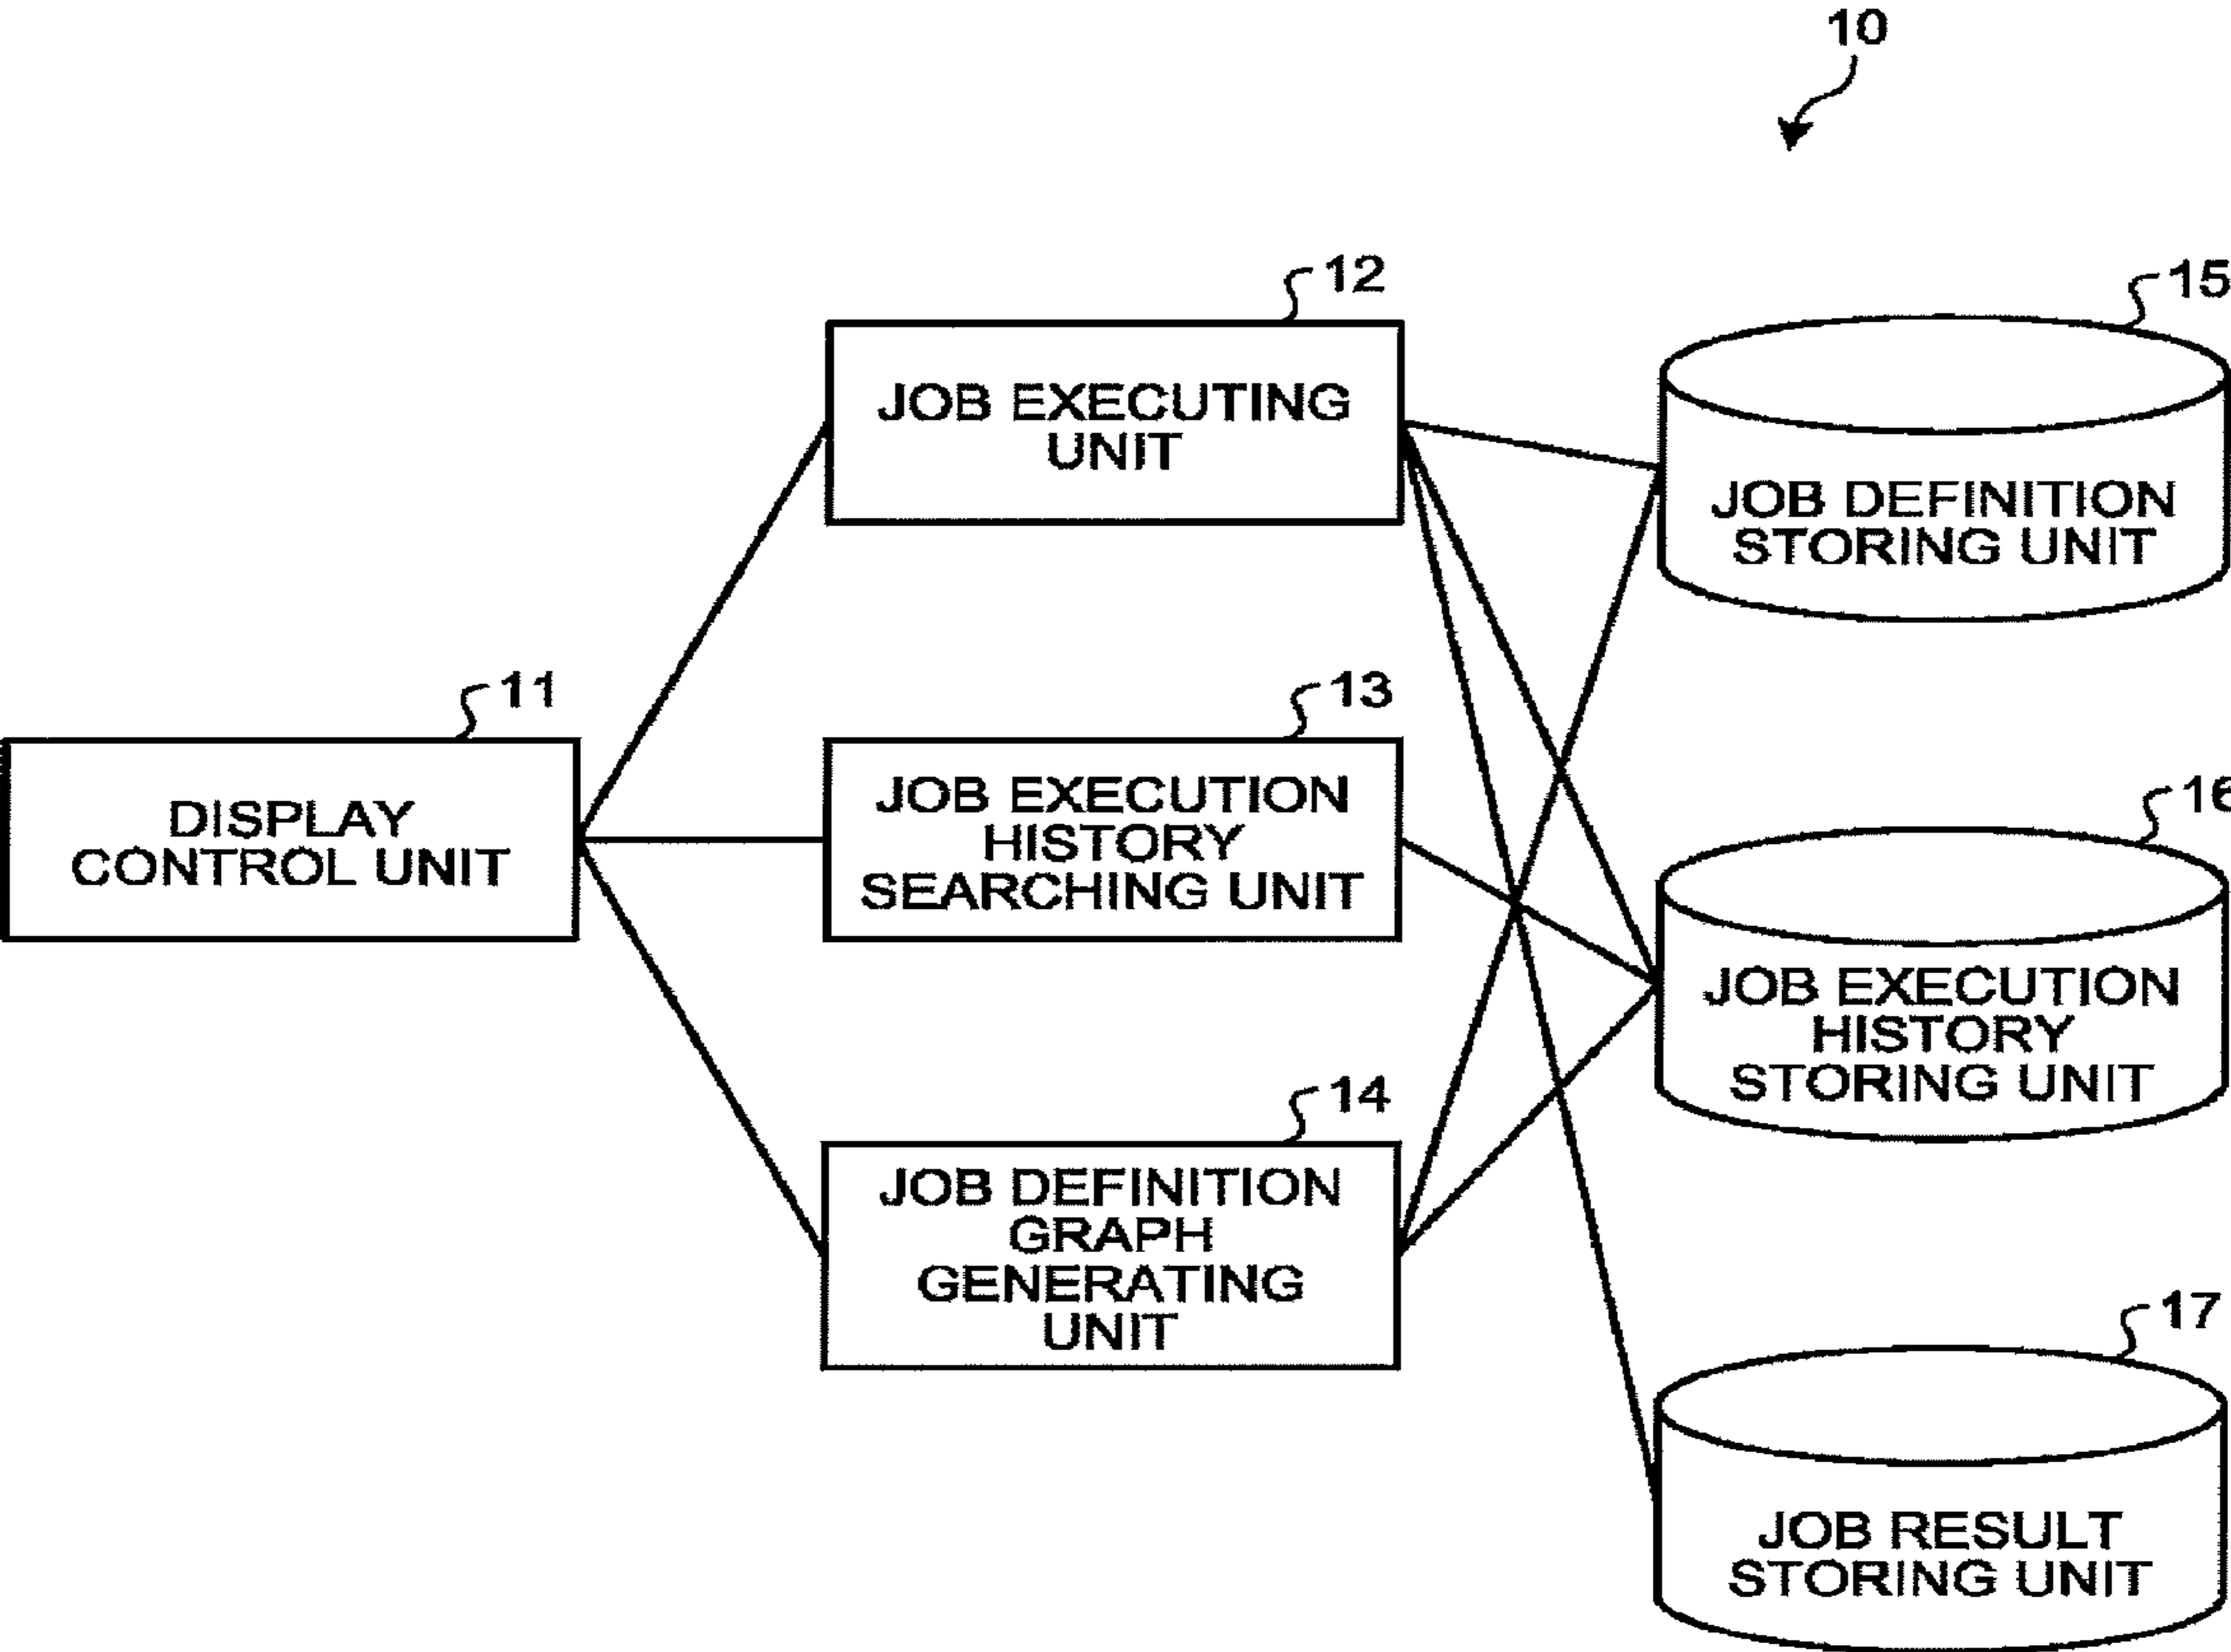 10
12
JOB EXECUTING
UNIT
15
JOB DEFINITION
STORING UNIT
11
DISPLAY
CONTROL UNIT
13
JOB EXECUTION
HISTORY
SEARCHING UNIT
16
JOB EXECUTION
HISTORY
STORING UNIT
14
JOB DEFINITION
GRAPH
GENERATING
UNIT
17
JOB RESULT
STORING UNIT